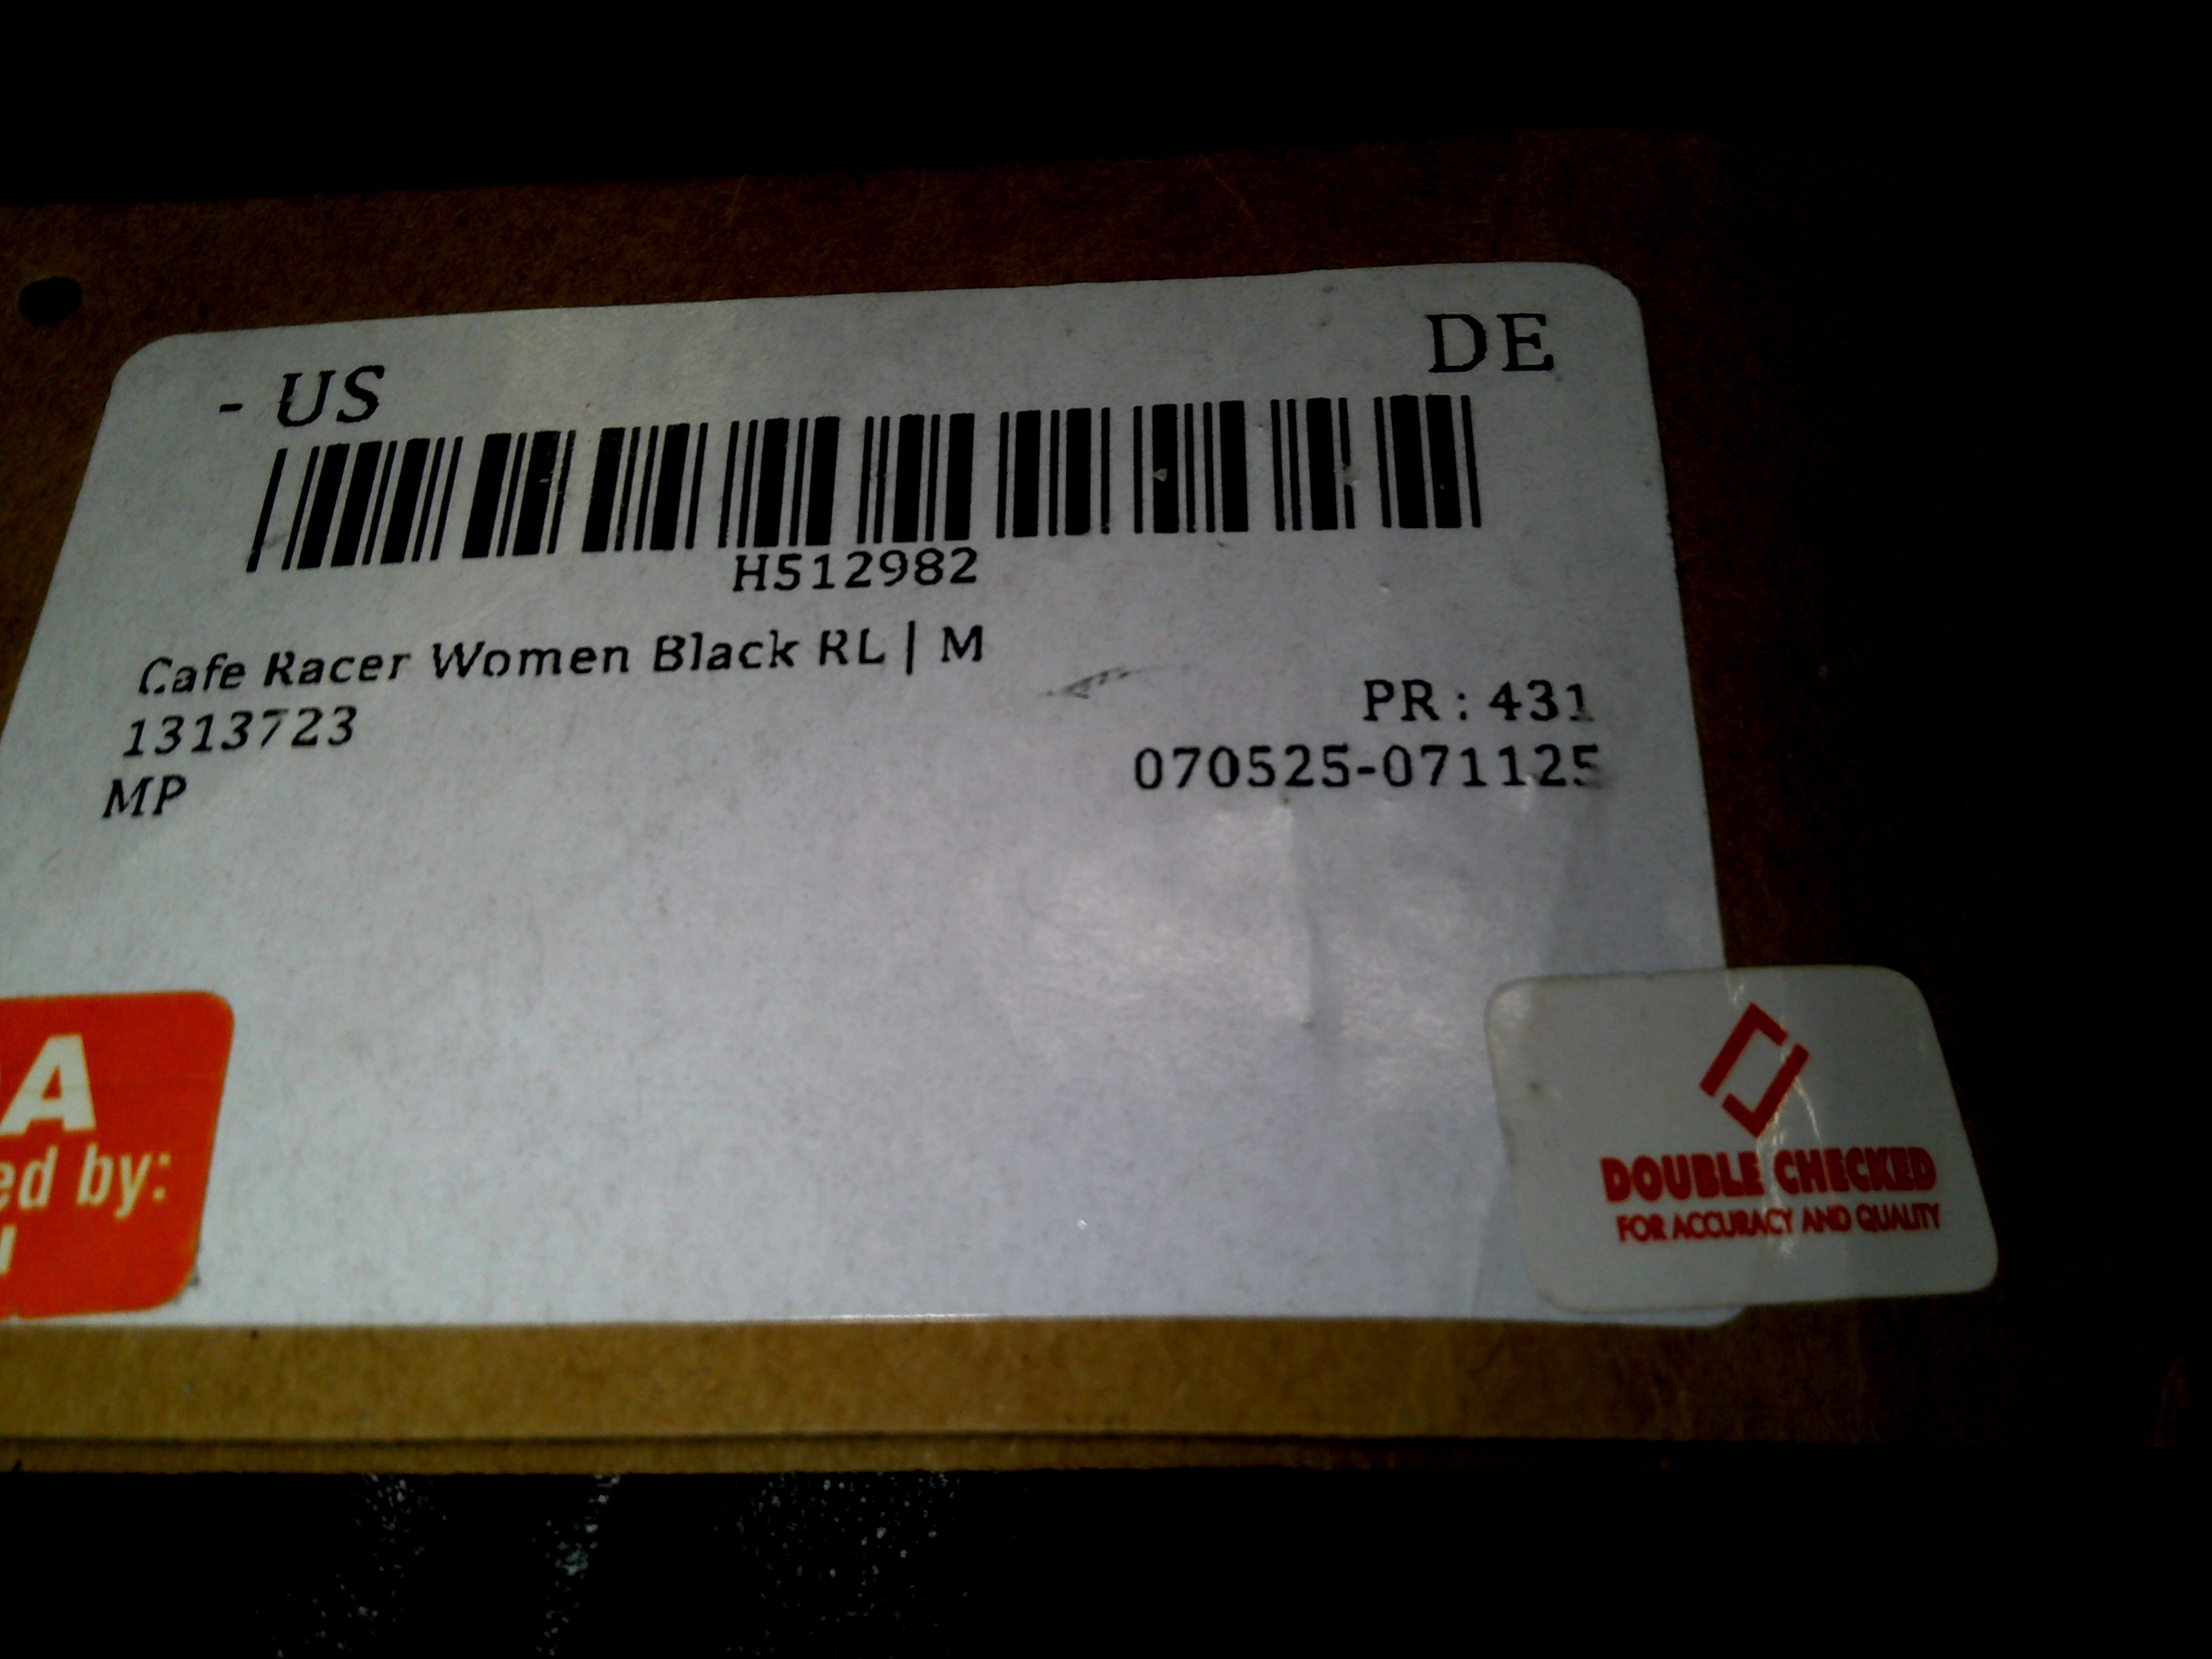 - US
DE
H512982
Cafe Racer Women Black RL | M
1313723
PR : 431
MP
070525-071125
A
ed by:
DOUBLE CHECKED
FOR ACCURACY AND QUALITY